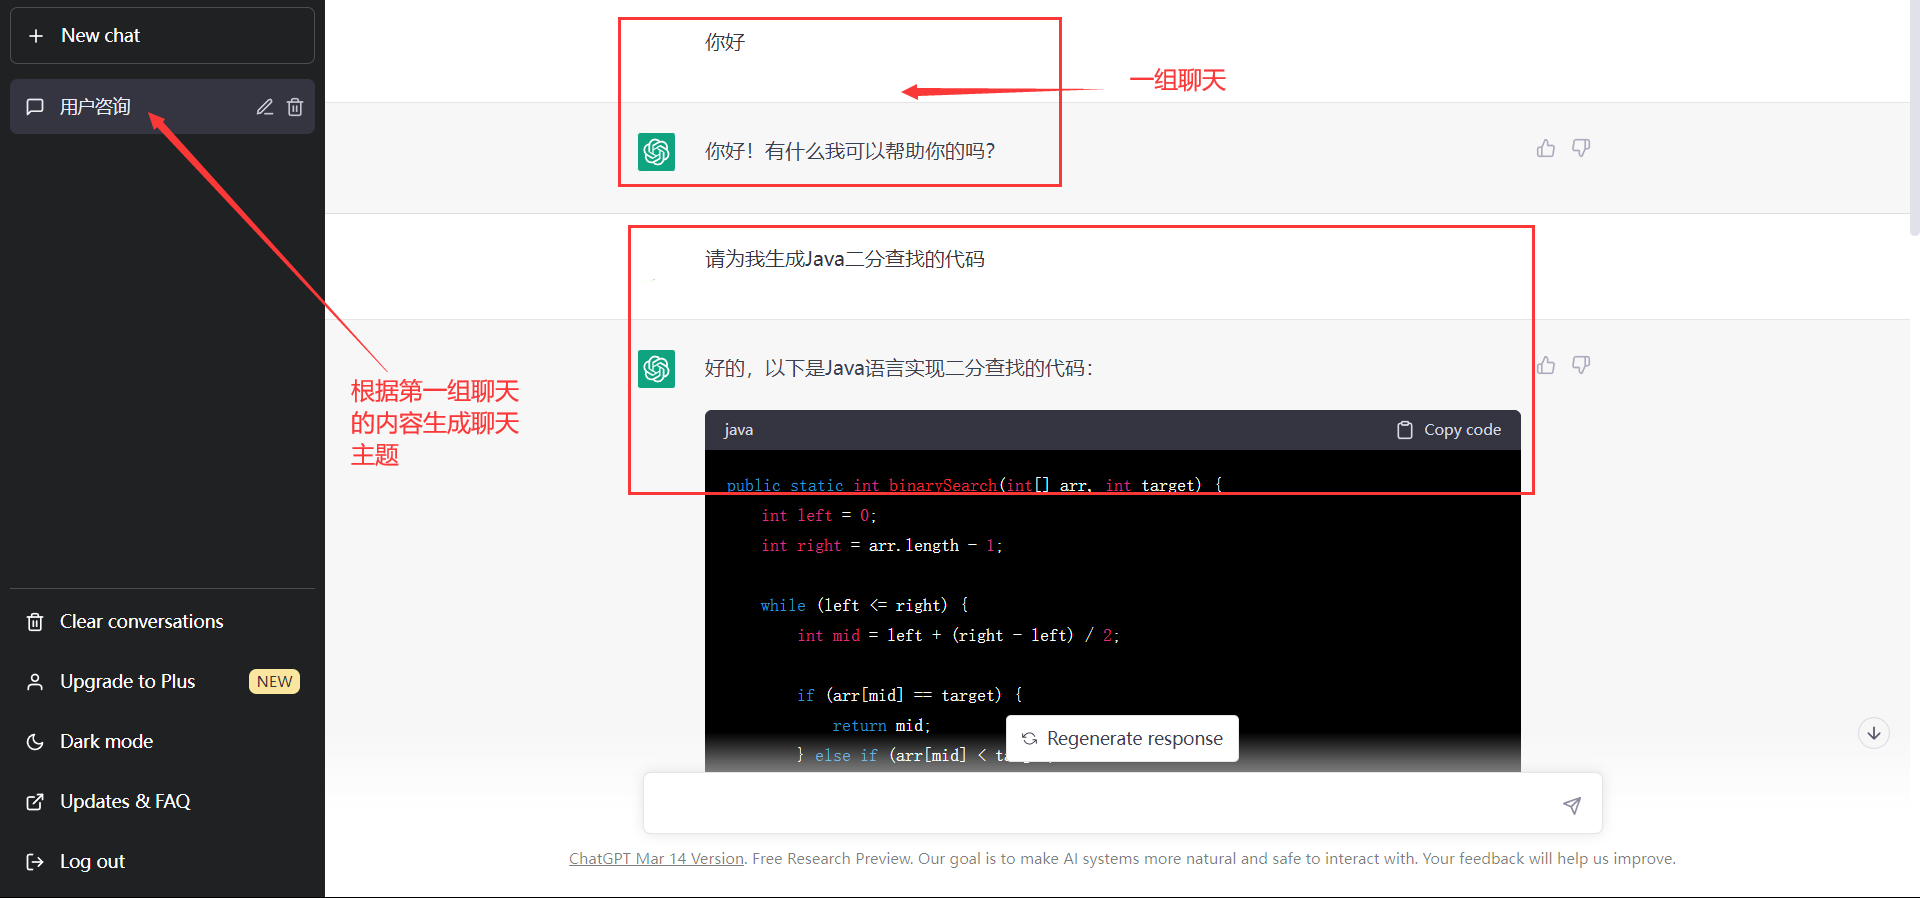 New chat
用户咨询
根据第一组聊天
的内容生成聊天
主题
Clear conversations
Upgrade to Plus
NEW
Dark mode
Updates & FAQ
Log out
你好
一组聊天
你好！有什么我可以帮助你的吗？
请为我生成Java二分查找的代码
好的，以下是Java语言实现二分查找的代码：
java
Copy code
public static int binarySearch(int[] arr, int target) {
int left = 0;
int right = arr.length - 1;
while (left <= right) {
int mid = left + (right - left) / 2;
if (arr[mid] == target) {
return mid;
} else if (arr[mid] <
Regenerate response
ChatGPT Mar 14 Version. Free Research Preview. Our goal is to make AI systems more natural and safe to interact with. Your feedback will help us improve.